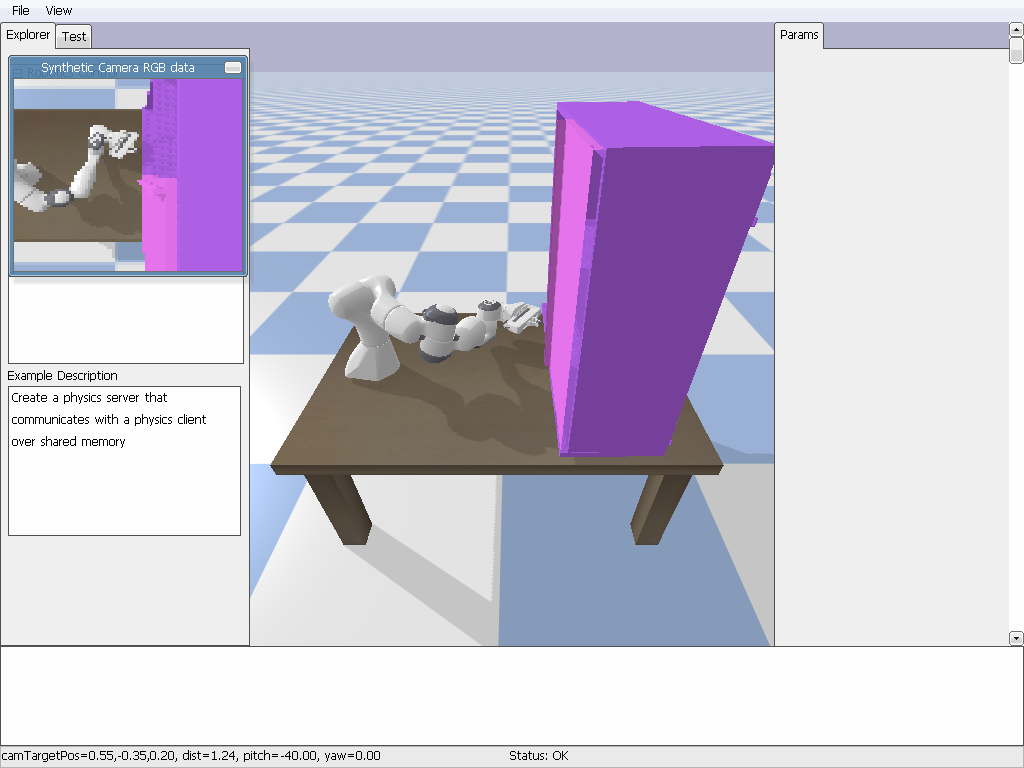 File View
Explorer Test
Params
Synthetic Camera RGB data
Example Description
Create a physics server that
communicates with a physics client
over shared memory
camTargetPos=0.55,-0.35,0.20, dist=1.24, pitch=-40.00, yaw=0.00
Status: OK